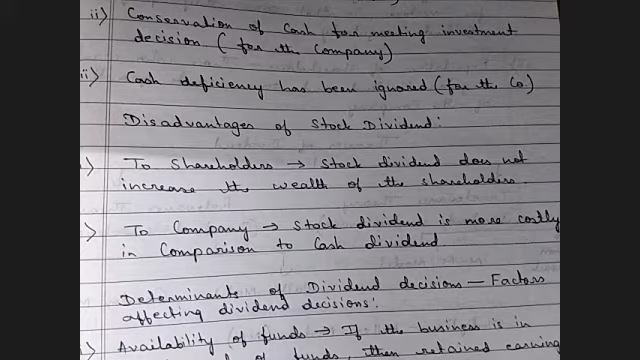 ii) Conservation of Cash for meeting investment
decision (for the Company)
ii) Cash deficiency has been ignored (for the Co)
Disadvantages of Stock Dividend:
) To Shareholders → Stock dividend does not
increase the wealth of the shareholders.
) To Company → Stock dividend is more costly
in Comparison to Cash dividend
Determinants of Dividend decisions — Factors
affecting dividend decisions:
) Availability of funds → If the business is in
of funds, then retained earning